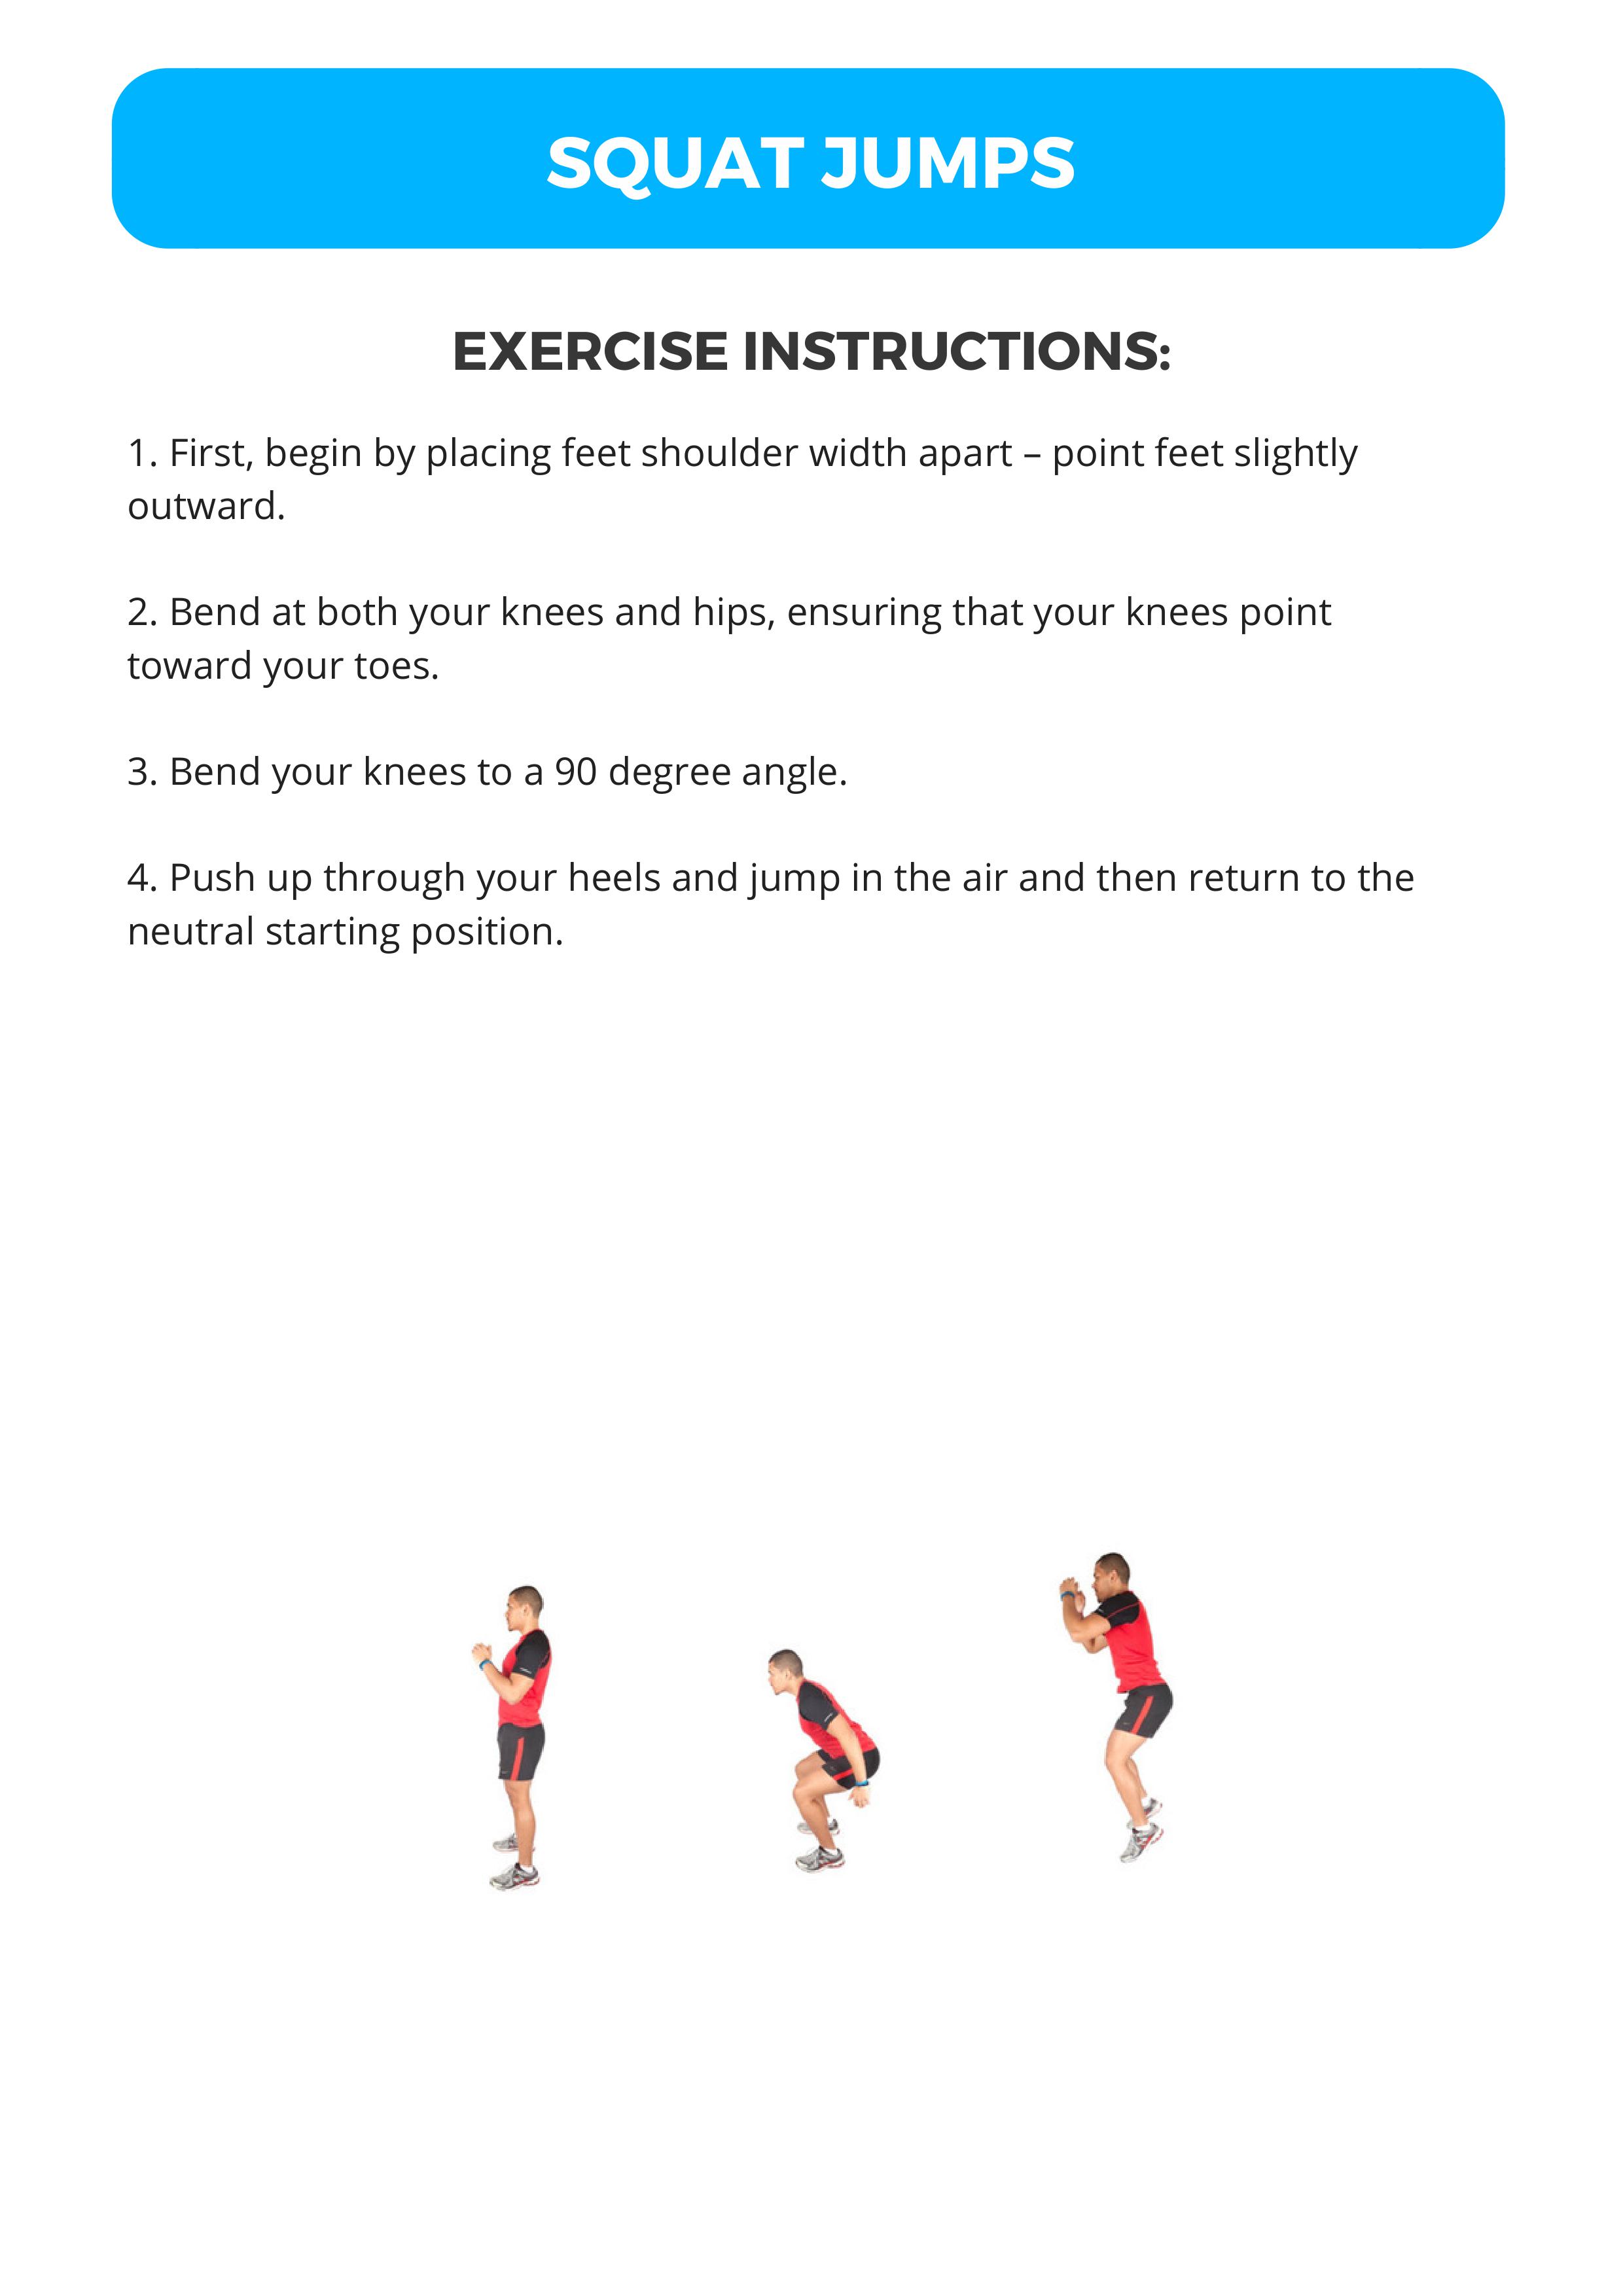 SQUAT JUMPS
EXERCISE INSTRUCTIONS:
1. First, begin by placing feet shoulder width apart – point feet slightly
outward.
2. Bend at both your knees and hips, ensuring that your knees point
toward your toes.
3. Bend your knees to a 90 degree angle.
4. Push up through your heels and jump in the air and then return to the
neutral starting position.